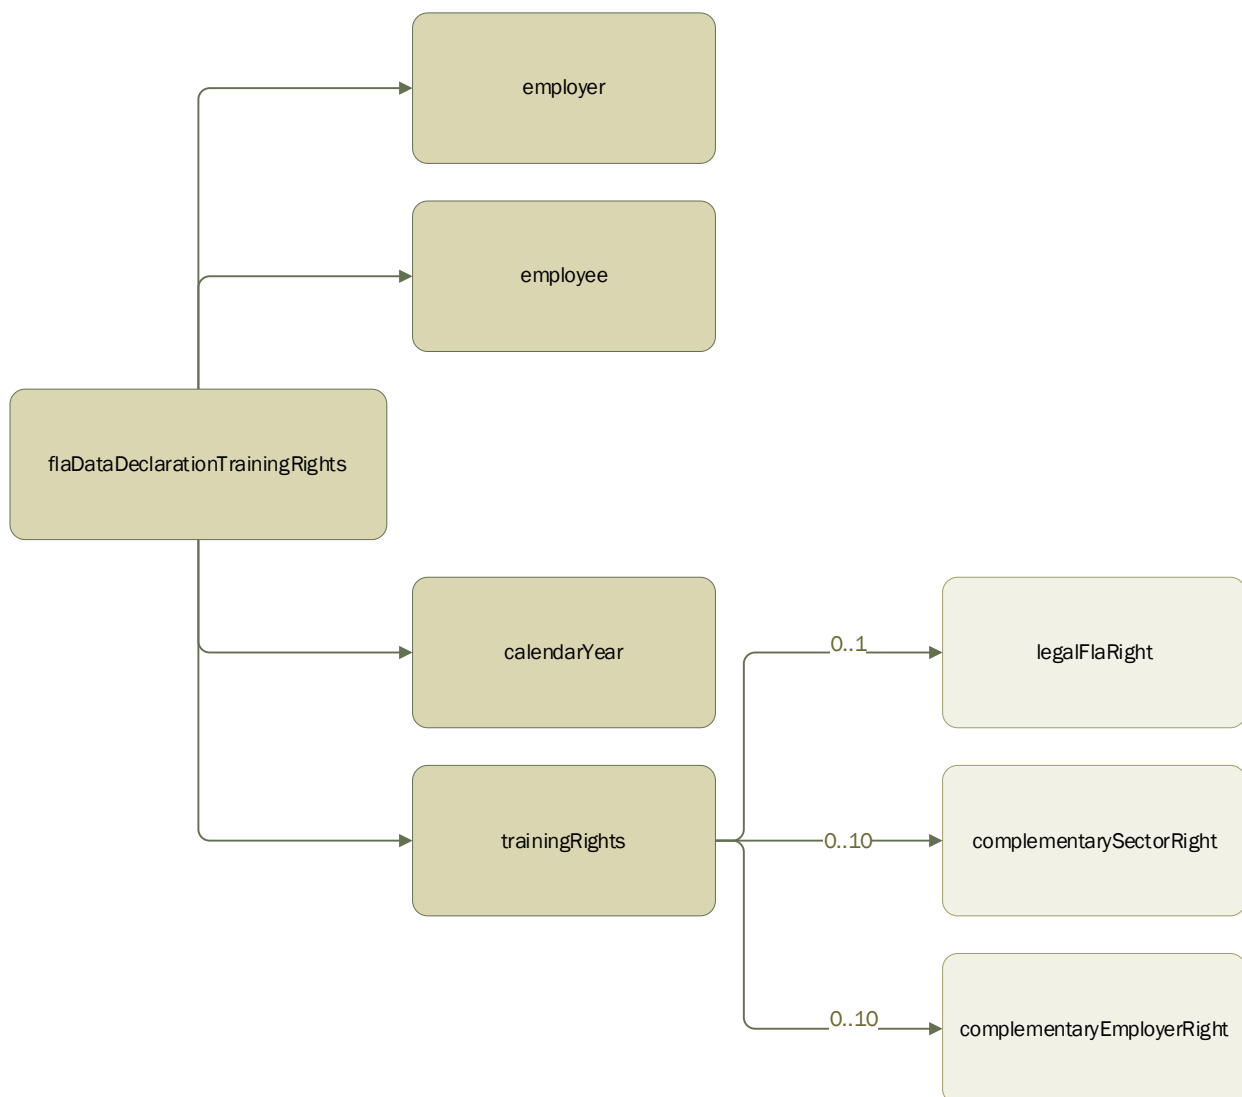 employer
employee
flaDataDeclarationTrainingRights
calendarYear
0..1
legalFlaRight
trainingRights
0..10
complementarySectorRight
0..10
complementaryEmployerRight